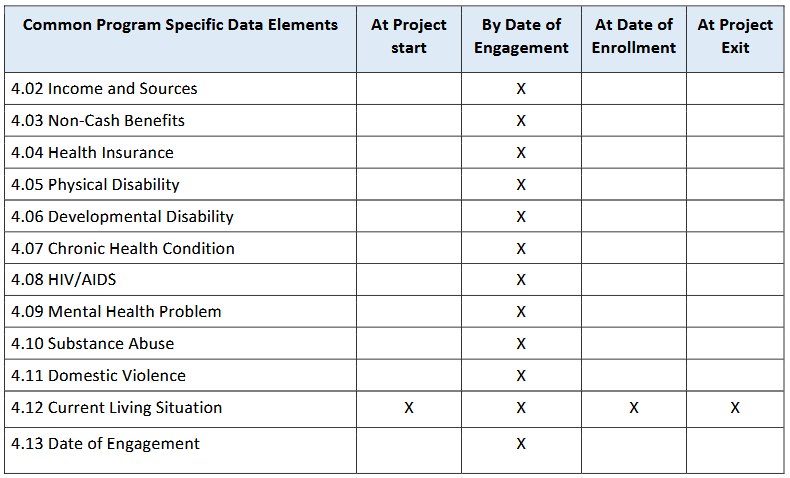 Common Program Specific Data Elements At Project start By Date of Engagement At Date of Enrollment At Project Exit
4.02 Income and Sources X
4.03 Non-Cash Benefits X
4.04 Health Insurance X
4.05 Physical Disability X
4.06 Developmental Disability X
4.07 Chronic Health Condition X
4.08 HIV/AIDS X
4.09 Mental Health Problem X
4.10 Substance Abuse X
4.11 Domestic Violence X
4.12 Current Living Situation X X X X
4.13 Date of Engagement X